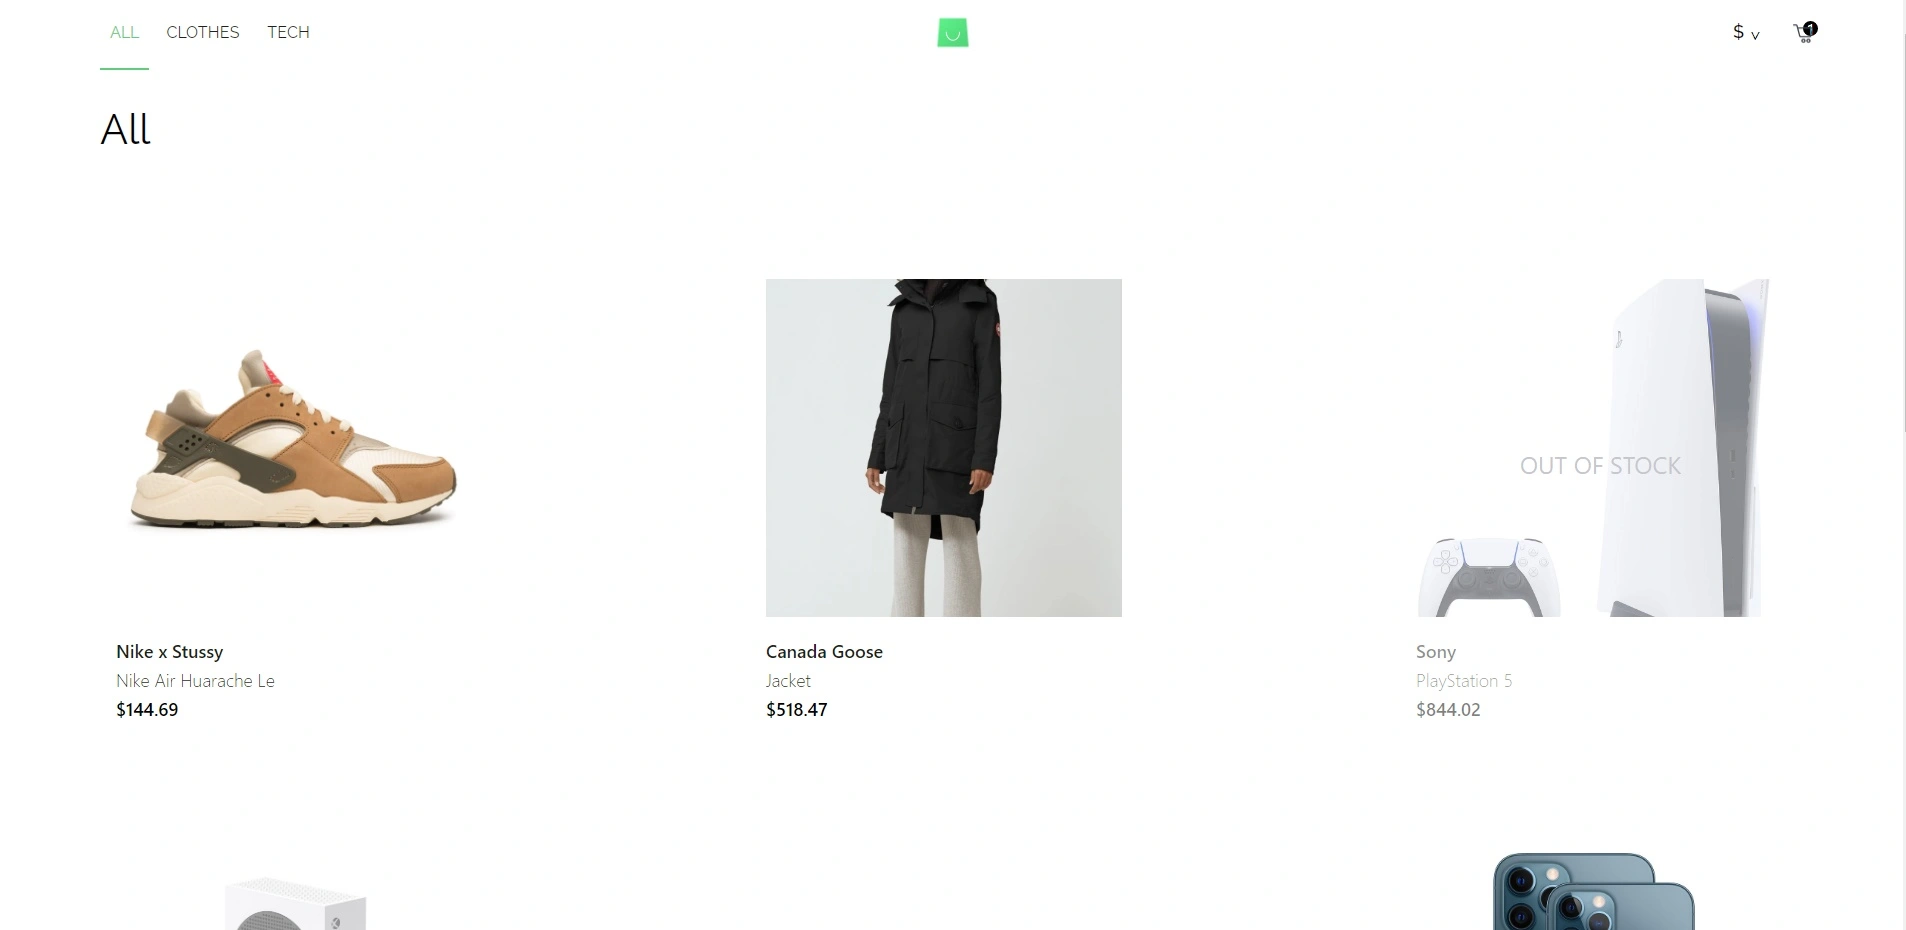 ALL CLOTHES TECH
$ v 1
All
OUT OF STOCK
Nike x Stussy
Nike Air Huarache Le
$144.69
Canada Goose
Jacket
$518.47
Sony
PlayStation 5
$844.02